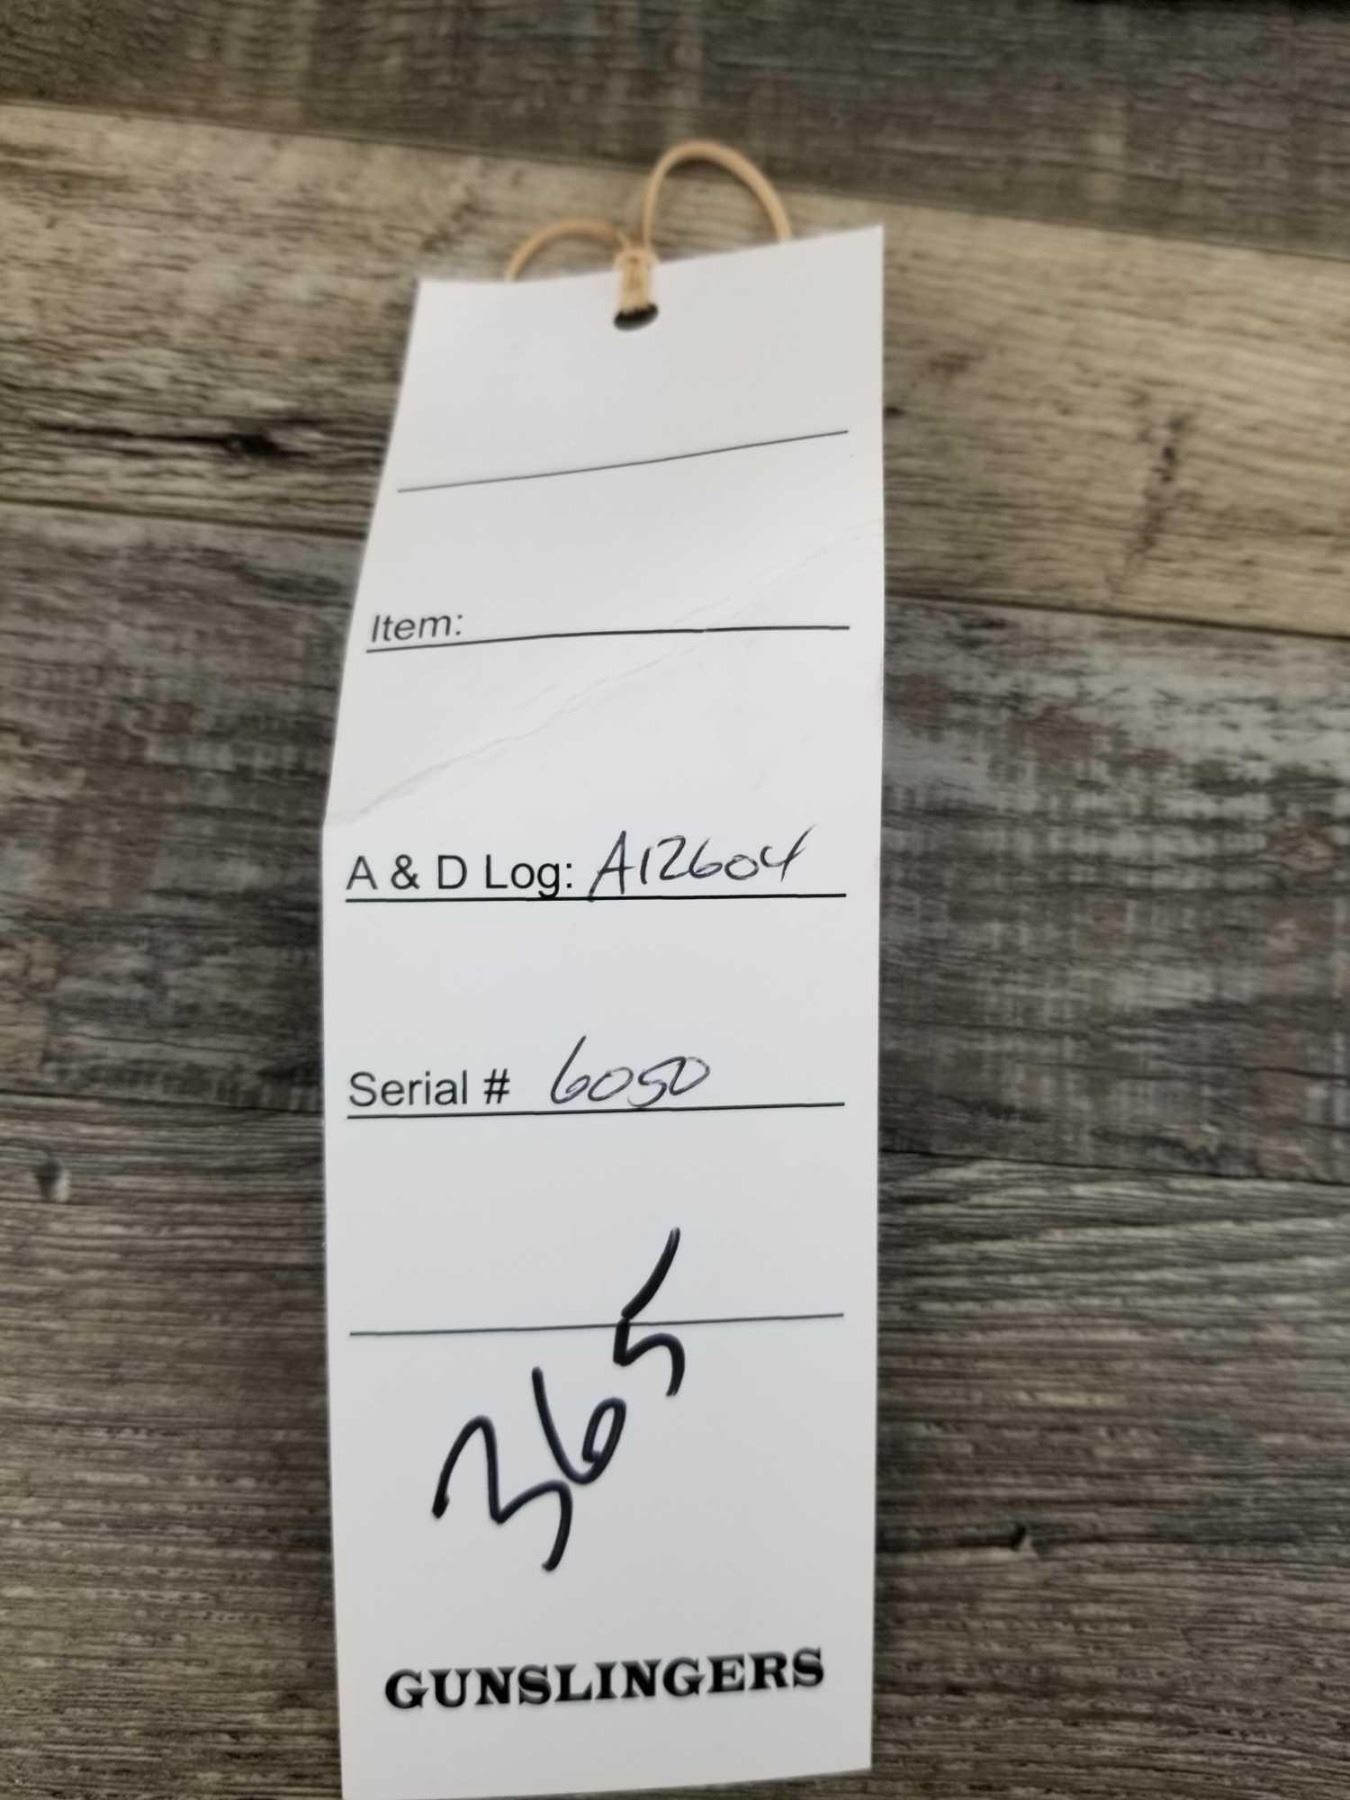 Item:
A & D Log: A12604
Serial # 6050
365
GUNSLINGERS